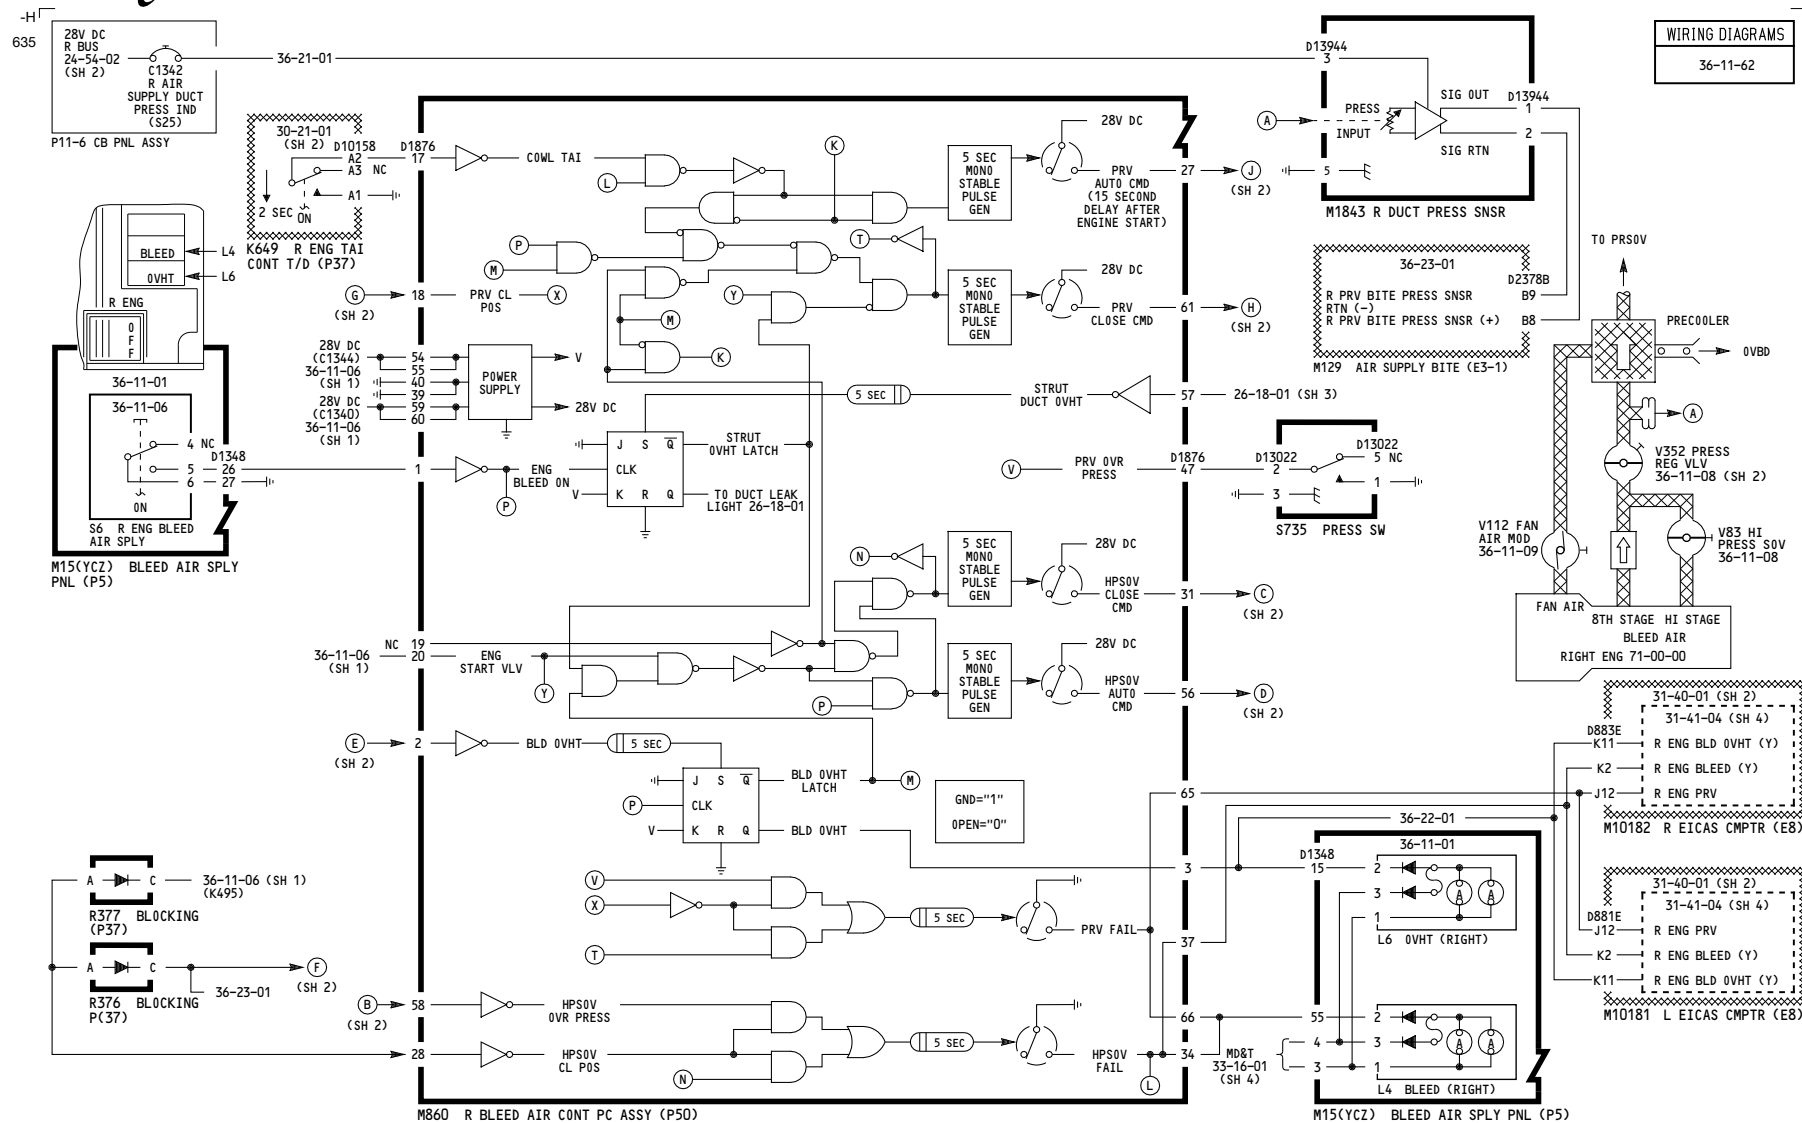 -H
635
28V DC
R BUS
24-54-02
(SH 2)
C1342
R AIR
SUPPLY DUCT
PRESS IND
(S25)
P11-6 CB PNL ASSY
36-21-01
WIRING DIAGRAMS
36-11-62
30-21-01
(SH 2)
D10158
A2
A3 NC
A1
2 SEC
ON
K649 R ENG TAI
CONT T/D (P37)
D1876
17
COWL TAI
L
K
5 SEC
MONO
STABLE
PULSE
GEN
28V DC
PRV
AUTO CMD
(15 SECOND
DELAY AFTER
ENGINE START)
27
J
(SH 2)
D13944
3
A
PRESS
INPUT
SIG OUT
SIG RTN
D13944
1
2
5
M1843 R DUCT PRESS SNSR
BLEED
L4
OVHT
L6
R ENG
O
F
F
G
(SH 2)
18
PRV CL
POS
X
P
M
T
Y
M
K
5 SEC
MONO
STABLE
PULSE
GEN
28V DC
PRV
CLOSE CMD
61
H
(SH 2)
36-23-01
D2378B
R PRV BITE PRESS SNSR
RTN (-)
B9
R PRV BITE PRESS SNSR (+)
B8
M129 AIR SUPPLY BITE (E3-1)
TO PRSOV
PRECOOLER
OVBD
A
28V DC
(C1344)
36-11-06
(SH 1)
28V DC
(C1340)
36-11-06
(SH 1)
54
55
40
39
59
60
POWER
SUPPLY
V
28V DC
5 SEC
STRUT
DUCT OVHT
57
26-18-01 (SH 3)
36-11-01
36-11-06
4 NC
D1348
5
26
6
27
ON
S6 R ENG BLEED
AIR SPLY
M15(YCZ) BLEED AIR SPLY
PNL (P5)
1
ENG
BLEED ON
P
J S Q
CLK
K R Q
V
STRUT
OVHT LATCH
TO DUCT LEAK
LIGHT 26-18-01
V
PRV OVR
PRESS
D1876
47
D13022
2
3
D13022
5 NC
1
S735 PRESS SW
V352 PRESS
REG VLV
36-11-08 (SH 2)
V112 FAN
AIR MOD
36-11-09
V83 HI
PRESS SOV
36-11-08
N
5 SEC
MONO
STABLE
PULSE
GEN
28V DC
HPSOV
CLOSE
CMD
31
C
(SH 2)
FAN AIR
8TH STAGE HI STAGE
BLEED AIR
RIGHT ENG 71-00-00
NC 19
36-11-06
(SH 1)
20
ENG
START VLV
Y
P
5 SEC
MONO
STABLE
PULSE
GEN
28V DC
HPSOV
AUTO
CMD
56
D
(SH 2)
E
(SH 2)
2
BLD OVHT
5 SEC
J S Q
CLK
K R Q
P
V
BLD OVHT
LATCH
M
BLD OVHT
GND="1"
OPEN="0"
65
31-40-01 (SH 2)
31-41-04 (SH 4)
D883E
K11
R ENG BLD OVHT (Y)
K2
R ENG BLEED (Y)
J12
R ENG PRV
M10182 R EICAS CMPTR (E8)
36-22-01
3
D1348
15
36-11-01
2
3
1
A
A
L6 OVHT (RIGHT)
31-40-01 (SH 2)
31-41-04 (SH 4)
D881E
J12
R ENG PRV
K2
R ENG BLEED (Y)
K11
R ENG BLD OVHT (Y)
M10181 L EICAS CMPTR (E8)
A
C
36-11-06 (SH 1)
(K495)
R377 BLOCKING
(P37)
A
C
R376 BLOCKING
P(37)
36-23-01
F
(SH 2)
V
X
T
5 SEC
PRV FAIL
37
B
(SH 2)
58
HPSOV
OVR PRESS
28
HPSOV
CL POS
N
5 SEC
HPSOV
FAIL
L
66
34
MD&T
33-16-01
(SH 4)
55
4
3
2
3
1
A
A
L4 BLEED (RIGHT)
M860 R BLEED AIR CONT PC ASSY (P50)
M15(YCZ) BLEED AIR SPLY PNL (P5)